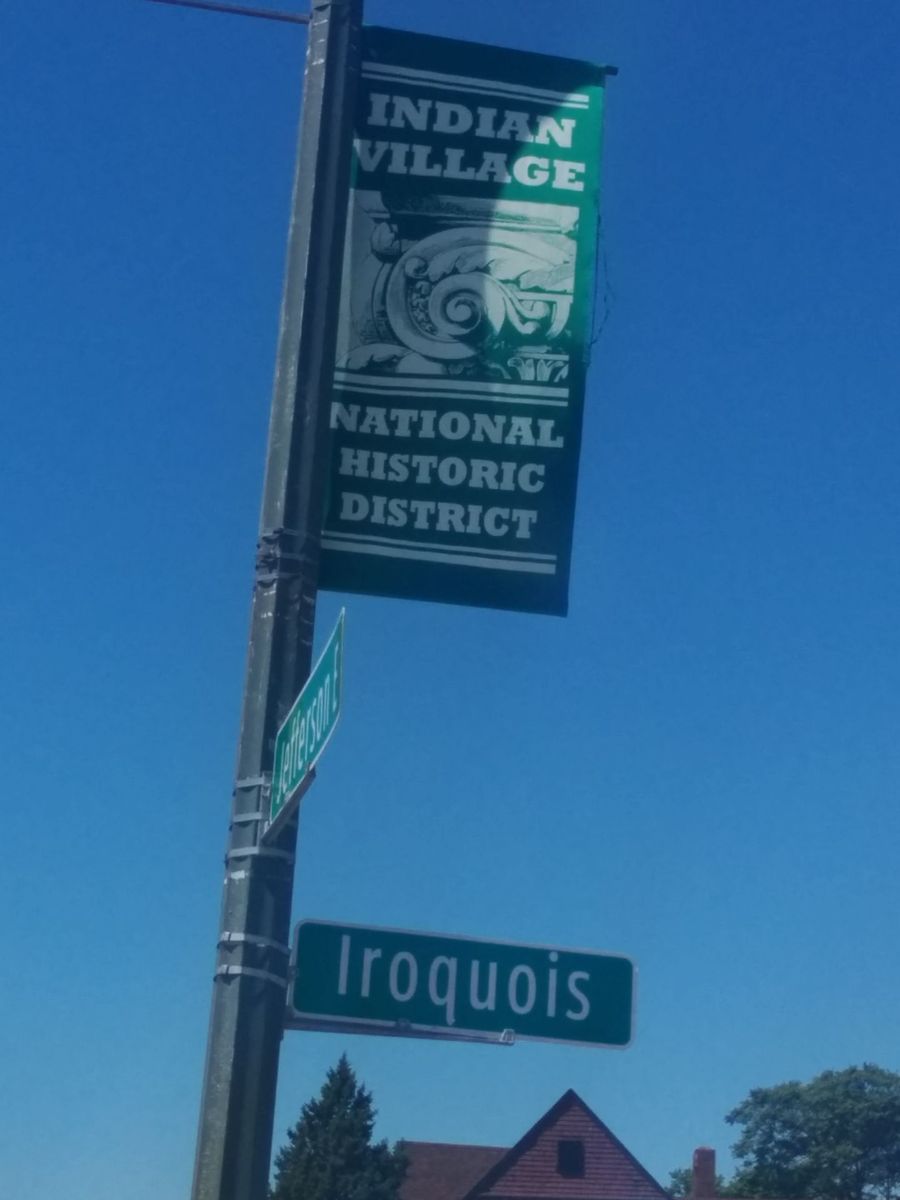 INDIAN
VILLAGE
NATIONAL
HISTORIC
DISTRICT
Jefferson E
Iroquois